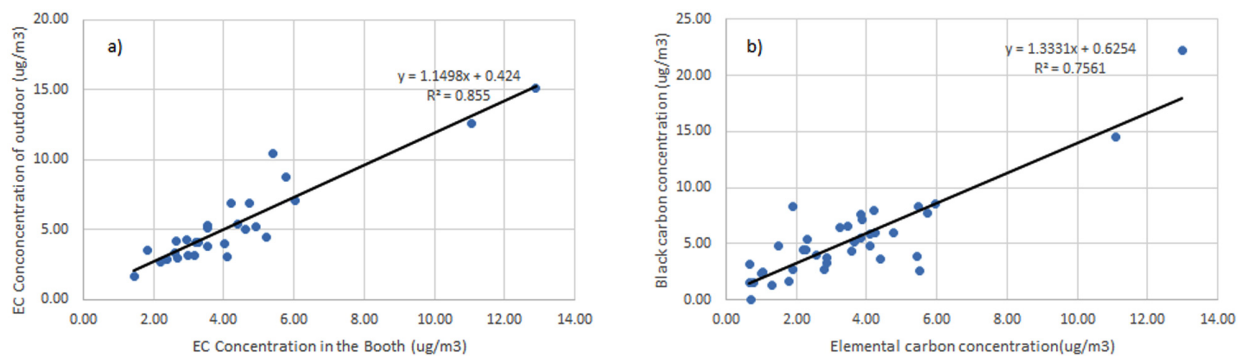 a)
y = 1.1498x + 0.424
R² = 0.855
EC Concentration of outdoor (ug/m3)
20.00
15.00
10.00
5.00
0.00
0.00 2.00 4.00 6.00 8.00 10.00 12.00 14.00
EC Concentration in the Booth (ug/m3)
b)
y = 1.3331x + 0.6254
R² = 0.7561
Black carbon concentration (ug/m3)
25.00
20.00
15.00
10.00
5.00
0.00
0.00 2.00 4.00 6.00 8.00 10.00 12.00 14.00
Elemental carbon concentration(ug/m3)